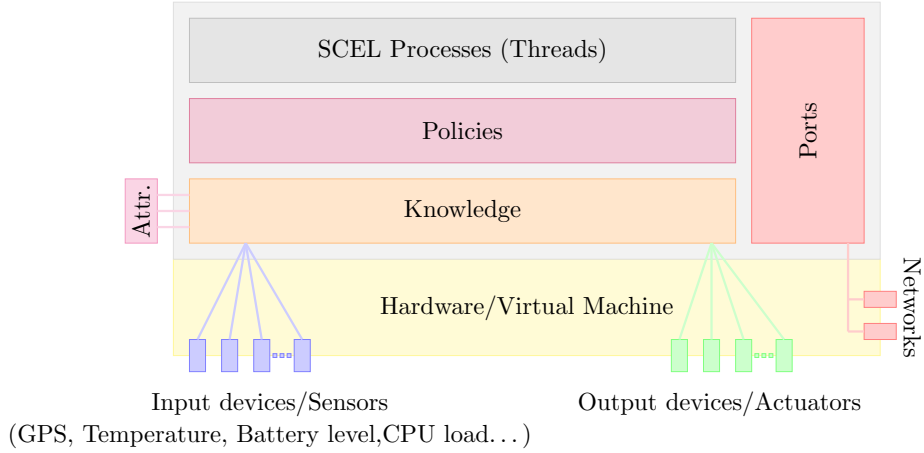 SCEL Processes (Threads)
Policies
Ports
Attr.
Knowledge
Networks
Hardware/Virtual Machine
Input devices/Sensors
(GPS, Temperature, Battery level,CPU load...)
Output devices/Actuators